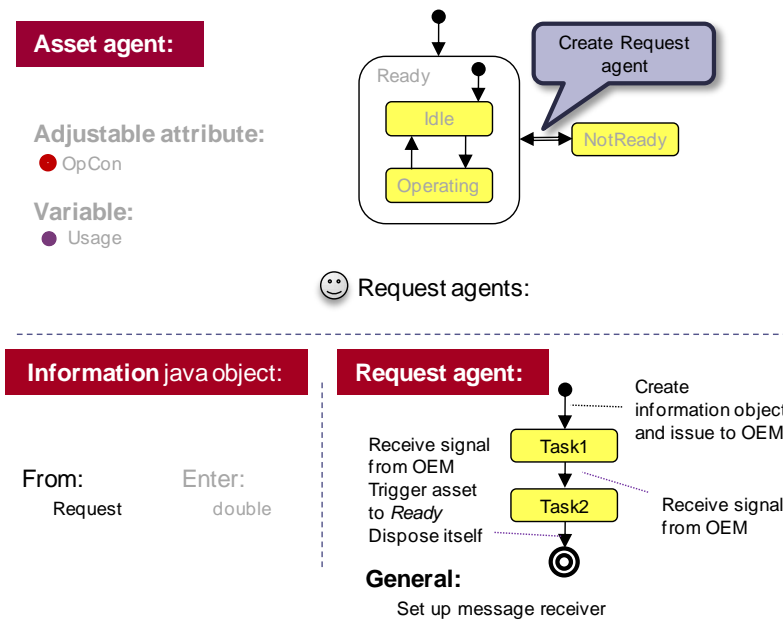 Asset agent:
Create Request
agent
Ready
Idle
Operating
NotReady
Adjustable attribute:
OpCon
Variable:
Usage
Request agents:
Information java object:
From:
Request
Enter:
double
Request agent:
Create
information object
and issue to OEM
Task1
Receive signal
from OEM
Trigger asset
to Ready
Dispose itself
Task2
Receive signal
from OEM
General:
Set up message receiver